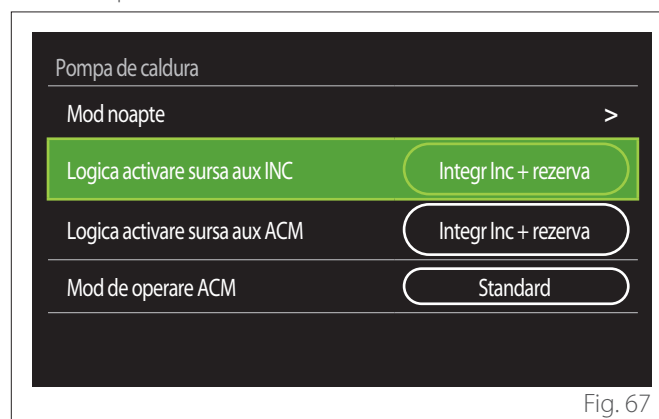 Pompa de caldura
Mod noapte >
Logica activare sursa aux INC Integr Inc + rezerva
Logica activare sursa aux ACM Integr Inc + rezerva
Mod de operare ACM Standard
Fig. 67